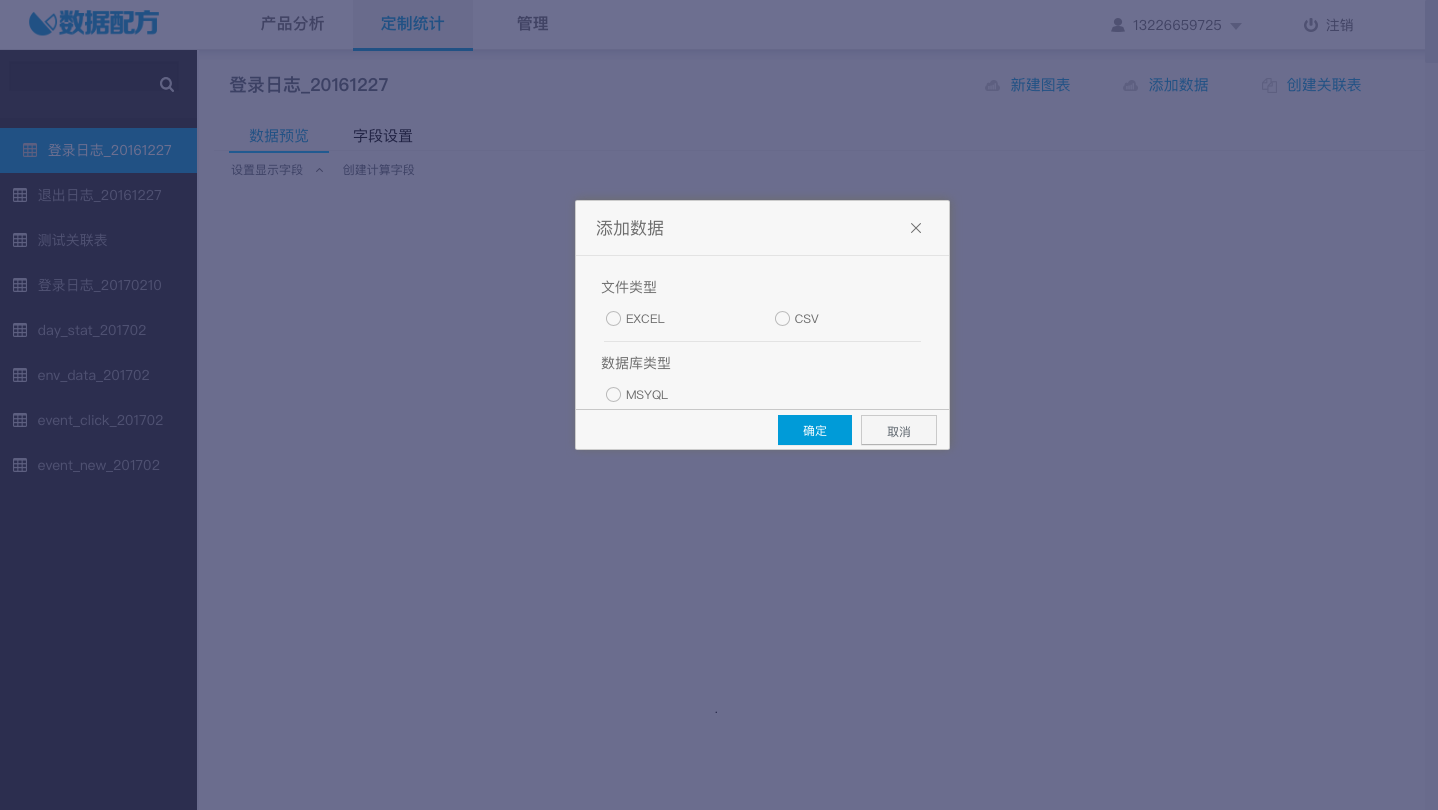 数据配方
产品分析 定制统计 管理 13226659725 注销
登录日志_20161227 新建图表 添加数据 创建关联表
数据预览 字段设置
设置显示字段 创建计算字段
登录日志_20161227
退出日志_20161227
测试关联表
登录日志_20170210
day_stat_201702
env_data_201702
event_click_201702
event_new_201702
添加数据
文件类型
EXCEL CSV
数据库类型
MSYQL
确定 取消